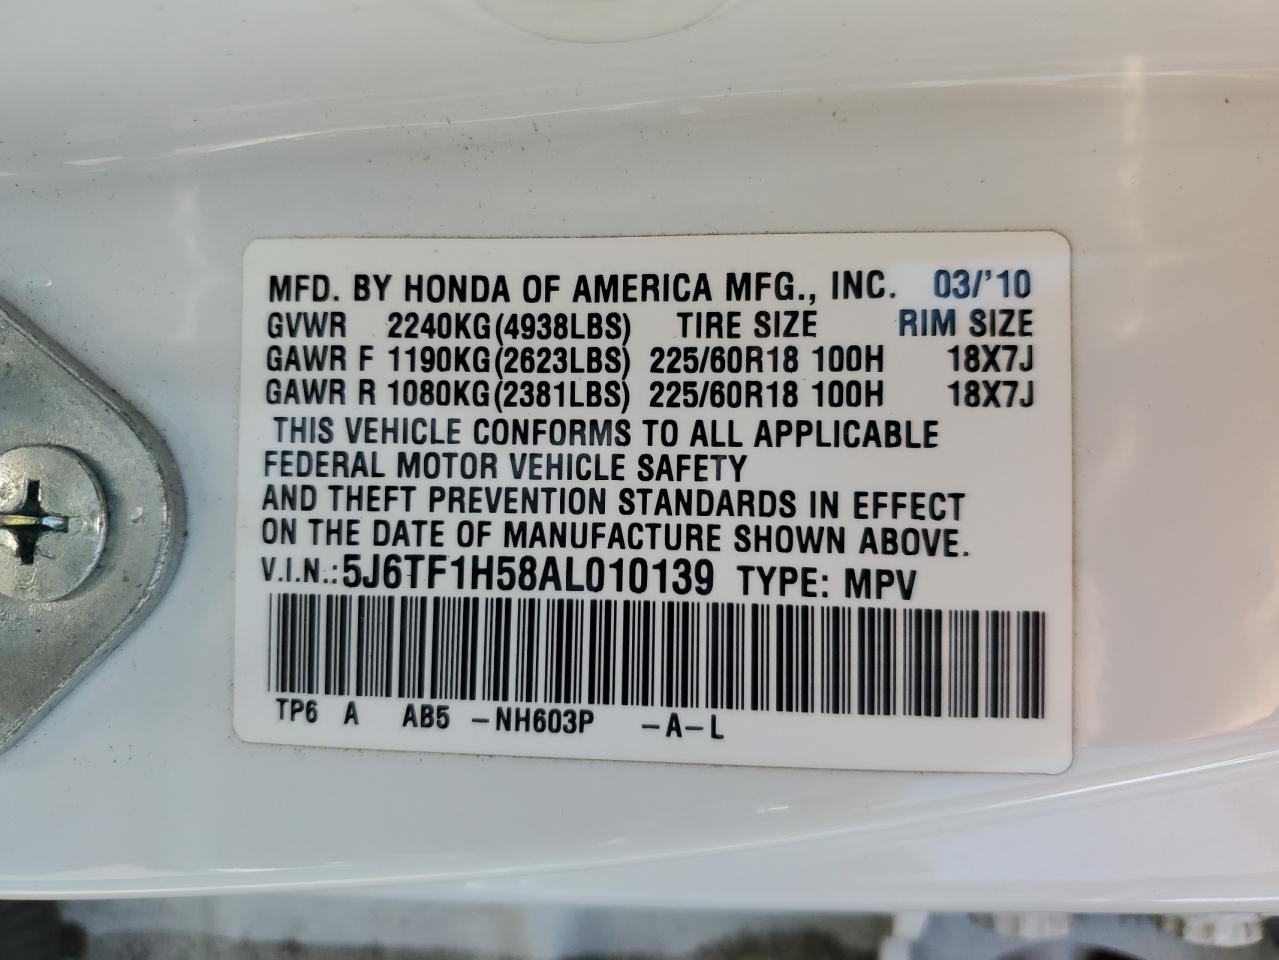 MFD. BY HONDA OF AMERICA MFG., INC. 03/'10
GVWR 2240KG(4938LBS) TIRE SIZE RIM SIZE
GAWR F 1190KG(2623LBS) 225/60R18 100H 18X7J
GAWR R 1080KG(2381LBS) 225/60R18 100H 18X7J
THIS VEHICLE CONFORMS TO ALL APPLICABLE
FEDERAL MOTOR VEHICLE SAFETY
AND THEFT PREVENTION STANDARDS IN EFFECT
ON THE DATE OF MANUFACTURE SHOWN ABOVE.
V.I.N.:5J6TF1H58AL010139 TYPE: MPV
TP6 A AB5 -NH603P -A-L